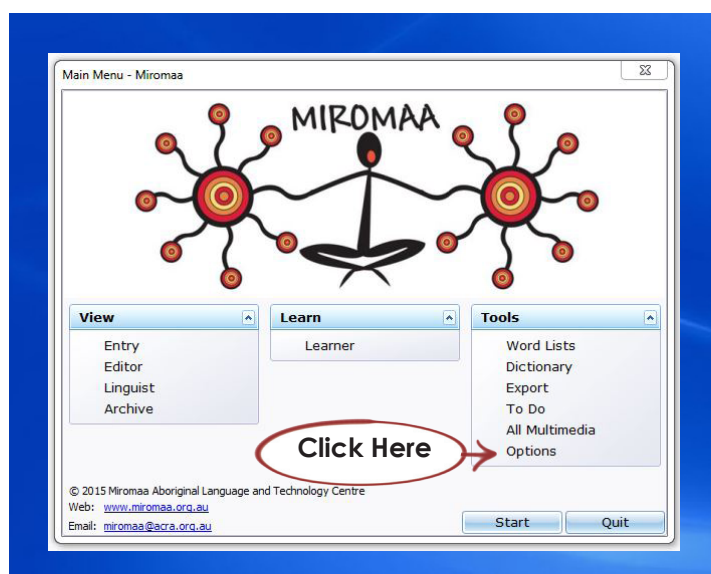 Main Menu - Miromaa
MIROMAA
View
Entry
Editor
Linguist
Archive
Learn
Learner
Tools
Word Lists
Dictionary
Export
To Do
All Multimedia
Options
Click Here
© 2015 Miromaa Aboriginal Language and Technology Centre
Web: www.miromaa.org.au
Email: miromaa@acra.org.au
Start Quit